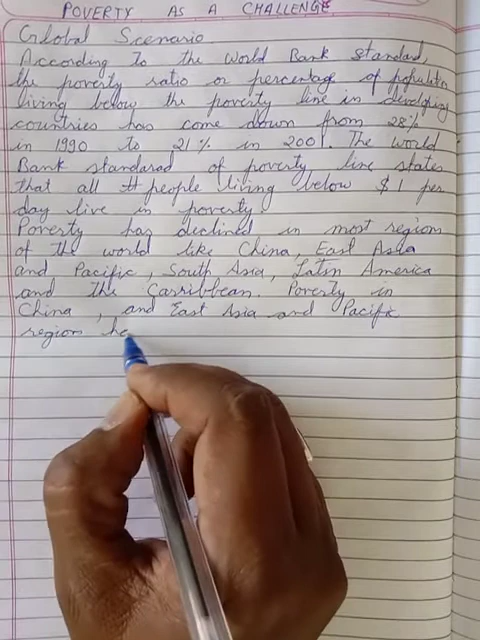 POVERTY AS A CHALLENGE
Global Scenario
According to the World Bank standard,
the poverty ratio or percentage of population
living below the poverty line in developing
countries has come down from 28%
in 1990 to 21% in 2001. The world
Bank standarad of poverty line states
that all people living below $1 per
day live in poverty.
Poverty has declined in most region
of the world like China, East Asia
and Pacific, South Asia, Latin America
and the Carribbean. Poverty in
China, and East Asia and Pacific
region ha